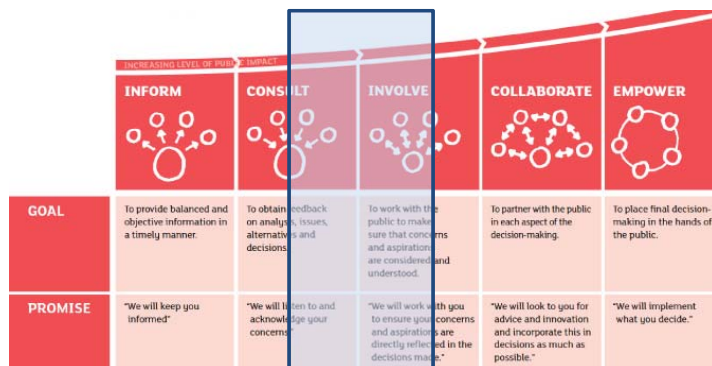 INCREASING LEVEL OF PUBLIC IMPACT
INFORM
CONSULT
INVOLVE
COLLABORATE
EMPOWER
GOAL
To provide balanced and
objective information in
a timely manner.
To obtain feedback
on analysis, issues,
alternatives and
decisions.
To work with the
public to make
sure that concerns
and aspirations
are considered and
understood.
To partner with the public
in each aspect of the
decision-making.
To place final decision-
making in the hands of
the public.
PROMISE
"We will keep you
informed"
"We will listen to and
acknowledge your
concerns."
"We will work with you
to ensure your concerns
and aspirations are
directly reflected in the
decisions made."
"We will look to you for
advice and innovation
and incorporate this in
decisions as much as
possible."
"We will implement
what you decide."